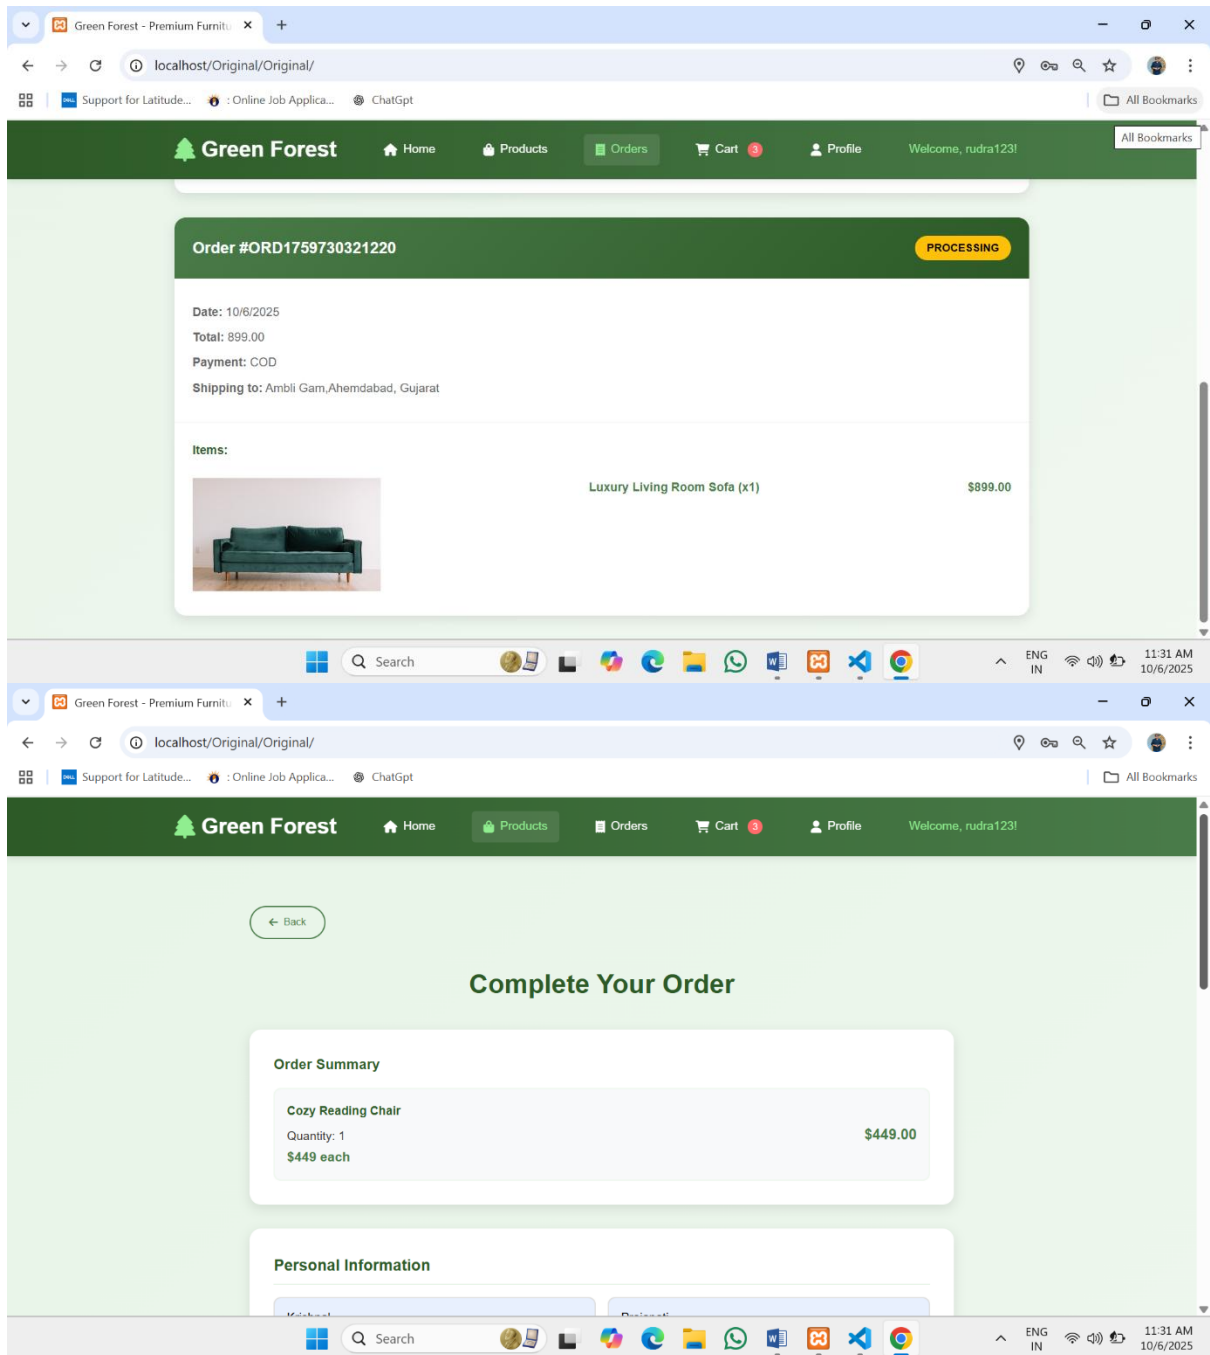 Green Forest - Premium Furnitu
localhost/Original/Original/
Support for Latitude... : Online Job Applica... ChatGpt All Bookmarks
All Bookmarks
Green Forest Home Products Orders Cart 3 Profile Welcome, rudra123!
Order #ORD1759730321220 PROCESSING
Date: 10/6/2025
Total: 899.00
Payment: COD
Shipping to: Ambli Gam,Ahemdabad, Gujarat
Items:
Luxury Living Room Sofa (x1) $899.00
Search ENG IN 11:31 AM 10/6/2025
Green Forest - Premium Furnitu
localhost/Original/Original/
Support for Latitude... : Online Job Applica... ChatGpt All Bookmarks
Green Forest Home Products Orders Cart 3 Profile Welcome, rudra123!
Back
Complete Your Order
Order Summary
Cozy Reading Chair
Quantity: 1 $449.00
$449 each
Personal Information
Search ENG IN 11:31 AM 10/6/2025